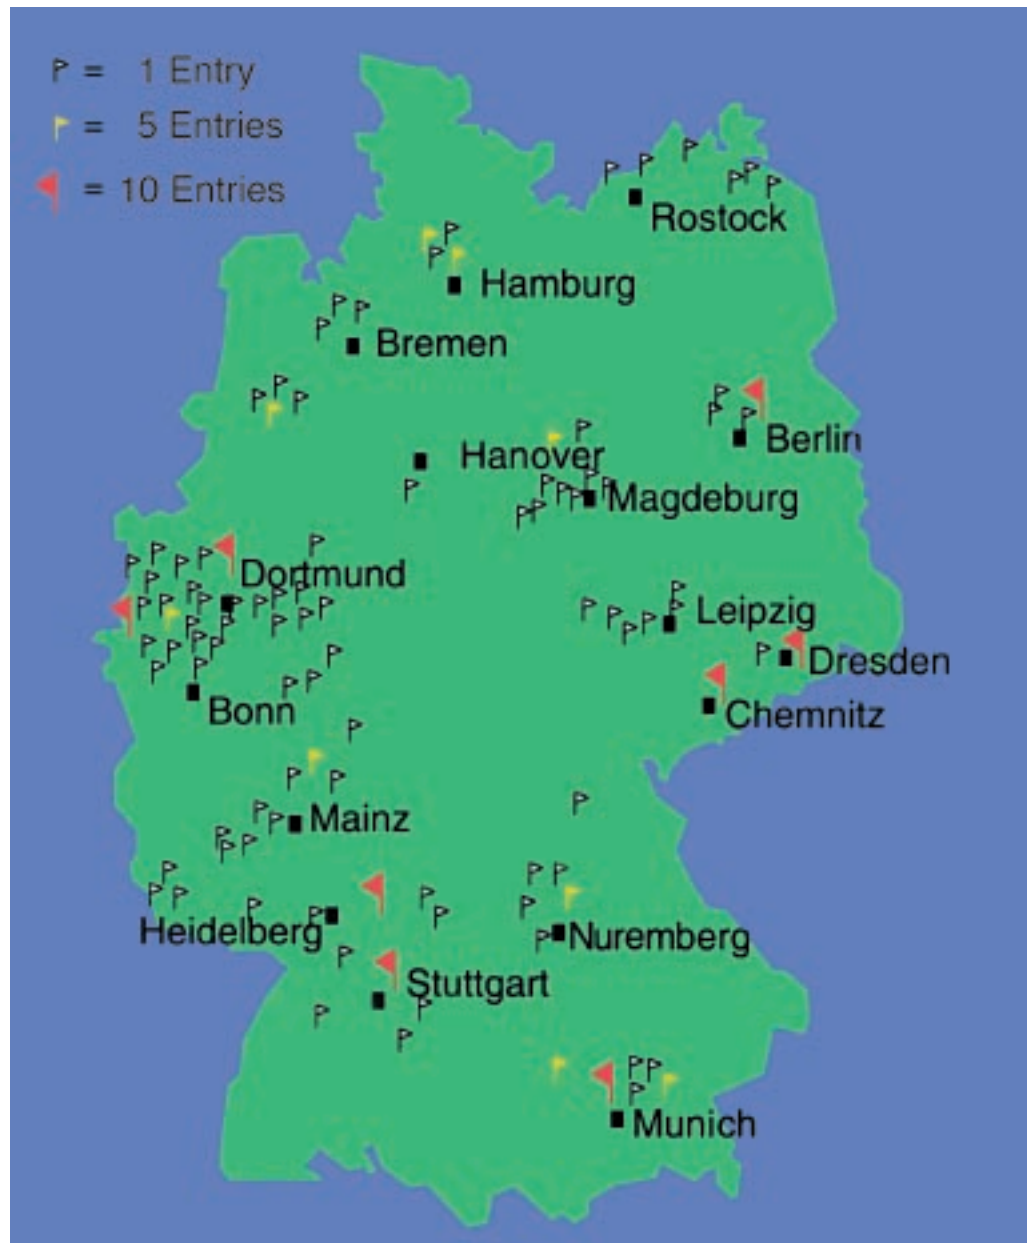 = 1 Entry
= 5 Entries
= 10 Entries
Rostock
Hamburg
Bremen
Berlin
Hanover
Magdeburg
Dortmund
Leipzig
Dresden
Bonn
Chemnitz
Mainz
Heidelberg
Nuremberg
Stuttgart
Munich